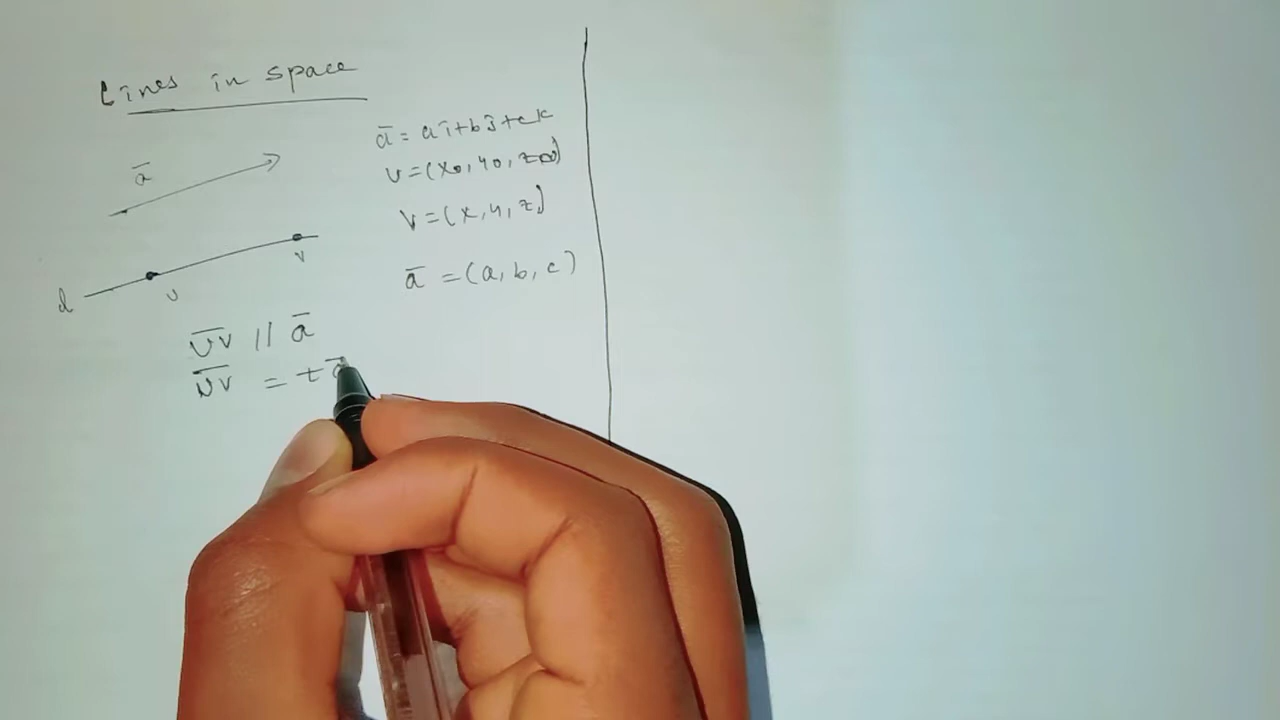 Lines in space
ā
ā = ai+bj+ck
U=(x0, y0, z0)
V=(x, y, z)
ā =(a, b, c)
V
U
l
UV // ā
UV = t ā